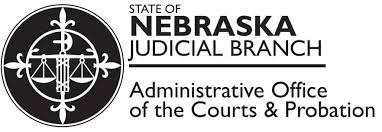 STATE OF
NEBRASKA
JUDICIAL BRANCH
Administrative Office
of the Courts & Probation